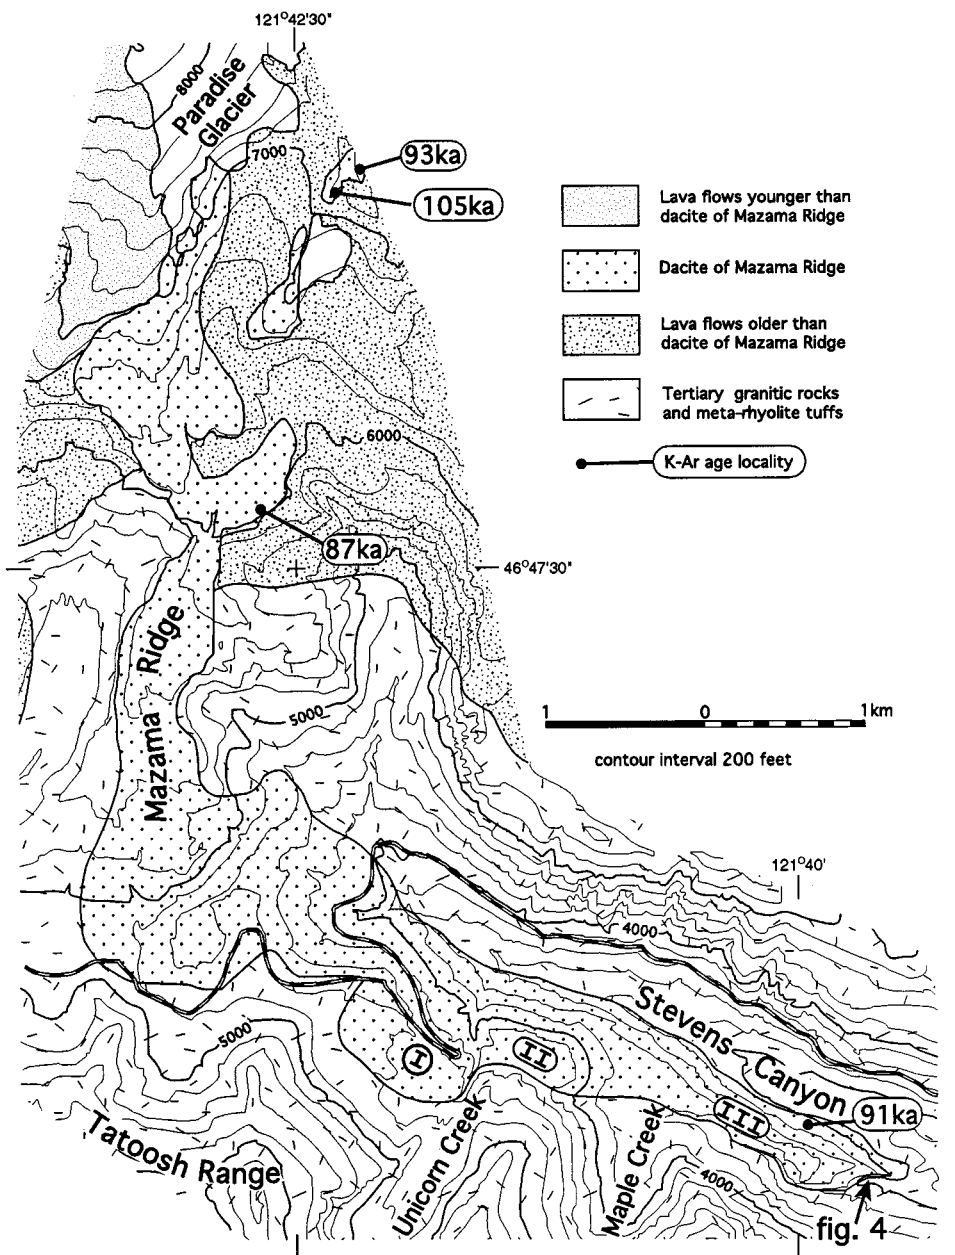 121°42'30"
8000
Paradise
Glacier
7000
93ka
105ka
Lava flows younger than
dacite of Mazama Ridge
Dacite of Mazama Ridge
Lava flows older than
dacite of Mazama Ridge
Tertiary granitic rocks
and meta-rhyolite tuffs
K-Ar age locality
6000
87ka
46°47'30"
Mazama Ridge
5000
1 0 1 km
contour interval 200 feet
121°40'
4000
Stevens Canyon
5000
I
II
III
91ka
Tatoosh Range
Unicorn Creek
Maple Creek
4000
fig. 4